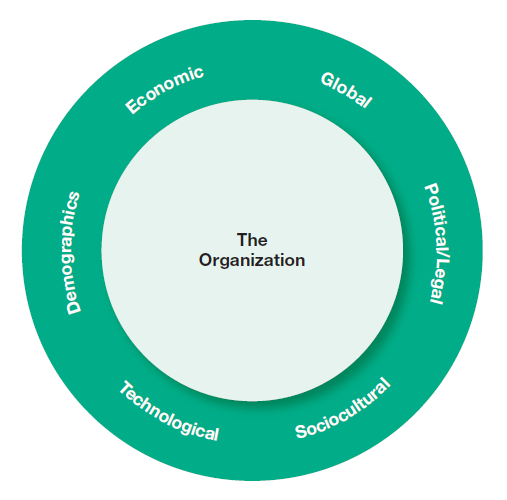 Economic
Global
Demographics
The
Organization
Political/Legal
Technological
Sociocultural